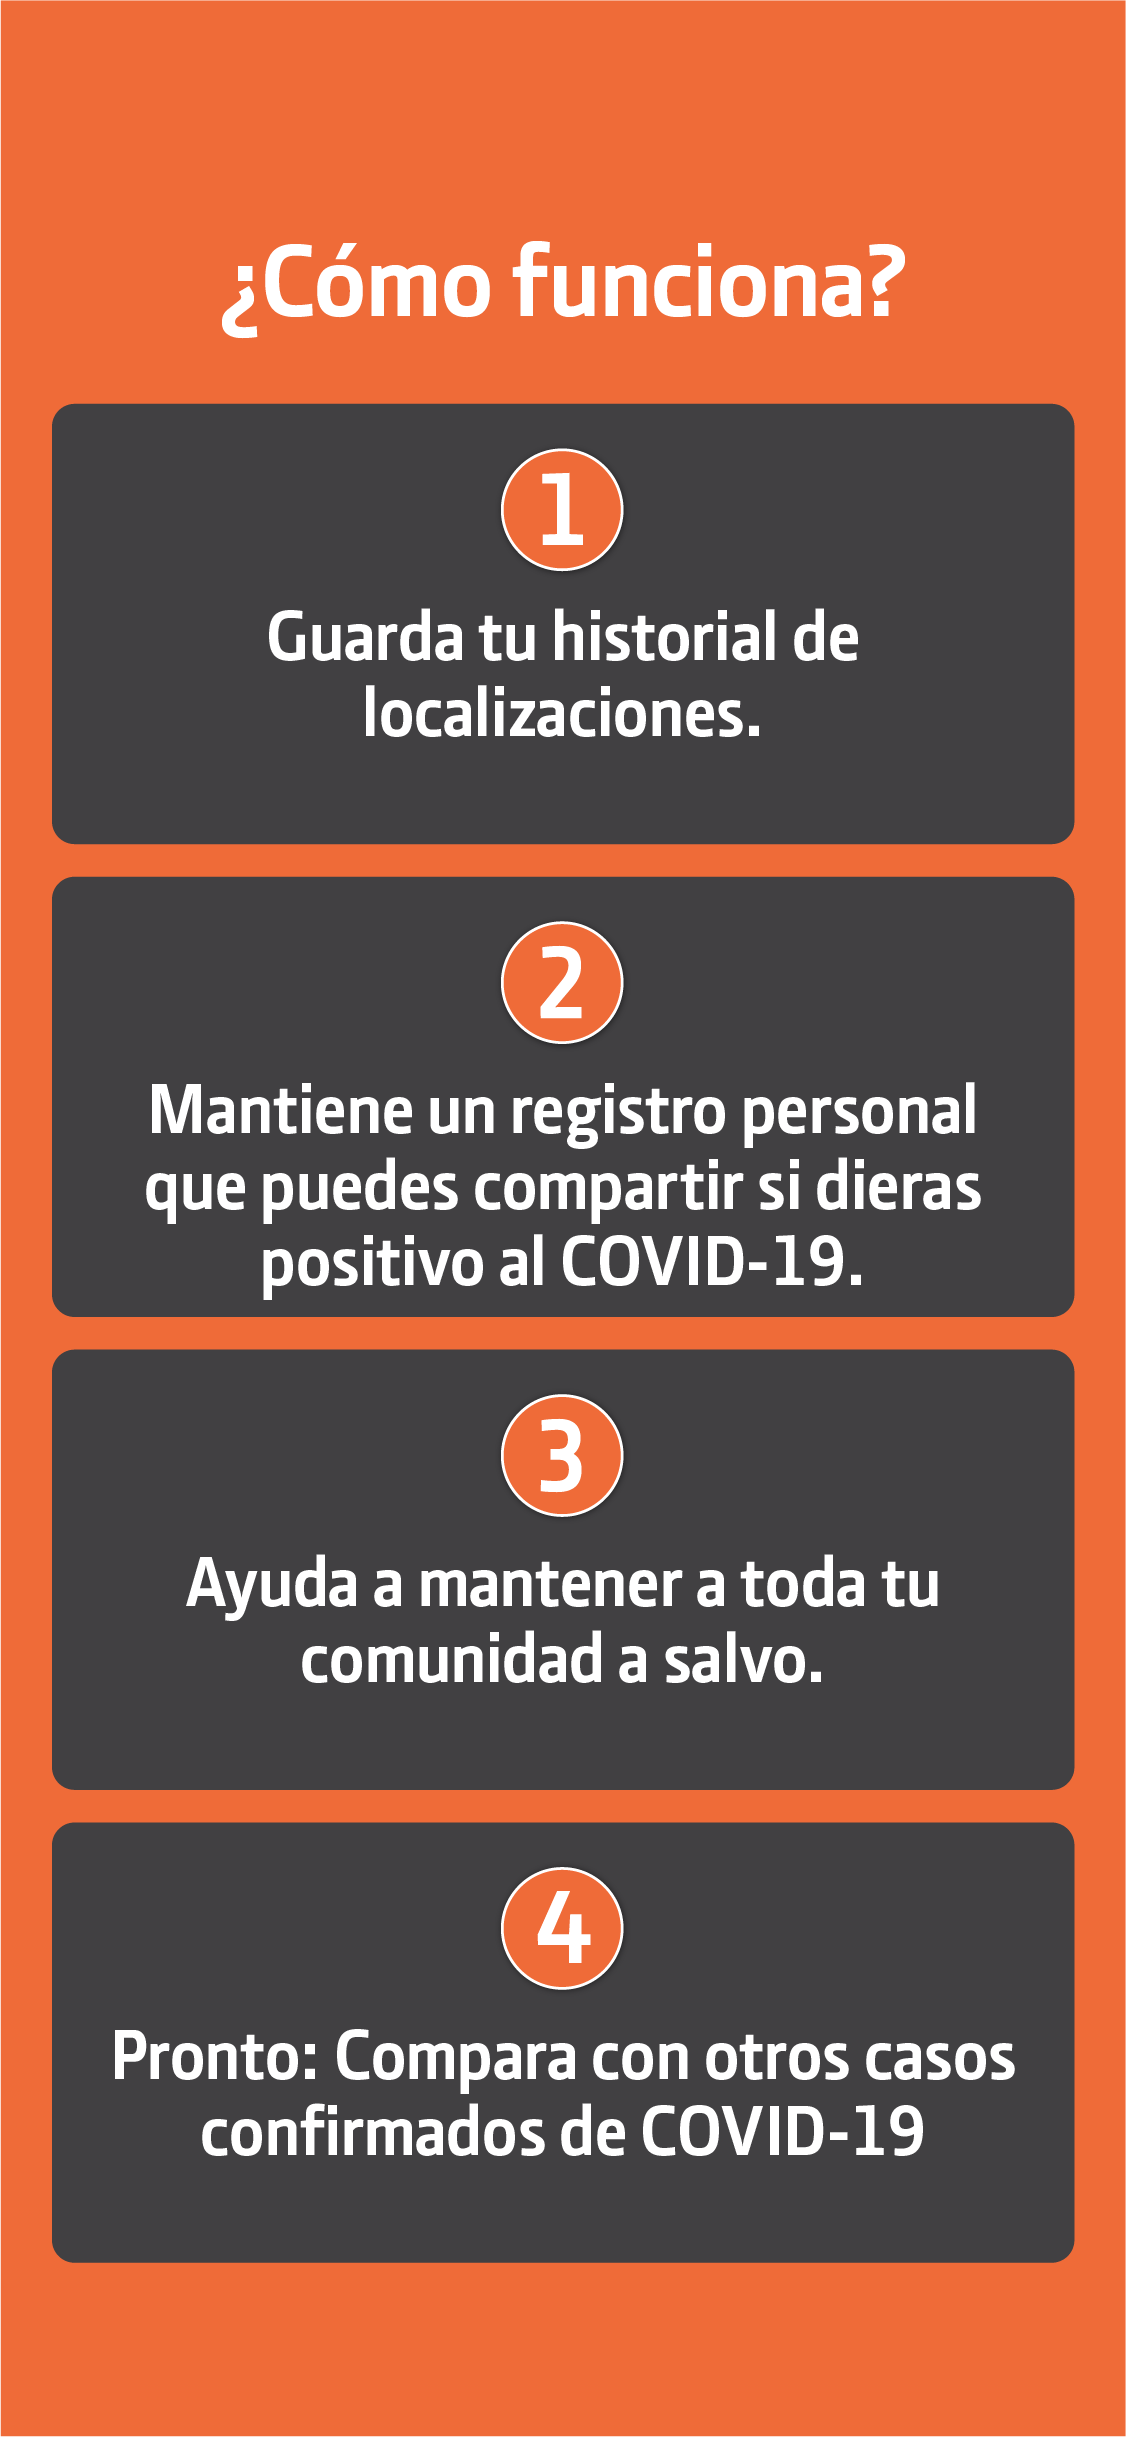 ¿Cómo funciona?
1
Guarda tu historial de
localizaciones.
2
Mantiene un registro personal
que puedes compartir si dieras
positivo al COVID-19.
3
Ayuda a mantener a toda tu
comunidad a salvo.
4
Pronto: Compara con otros casos
confirmados de COVID-19